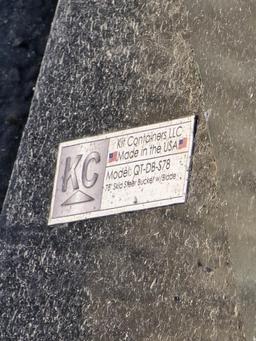 KC
Kit Containers LLC
Made in the USA
Model: QT-DB-S78
78" Skid Steer Bucket w/Blade